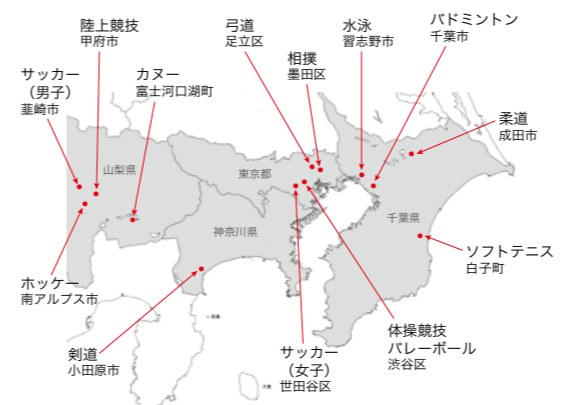 陸上競技
甲府市
弓道
足立区
水泳
習志野市
バドミントン
千葉市
相撲
墨田区
サッカー
（男子）
韮崎市
カヌー
富士河口湖町
柔道
成田市
山梨県
東京都
神奈川県
千葉県
ソフトテニス
白子町
ホッケー
南アルプス市
剣道
小田原市
サッカー
（女子）
世田谷区
体操競技
バレーボール
渋谷区